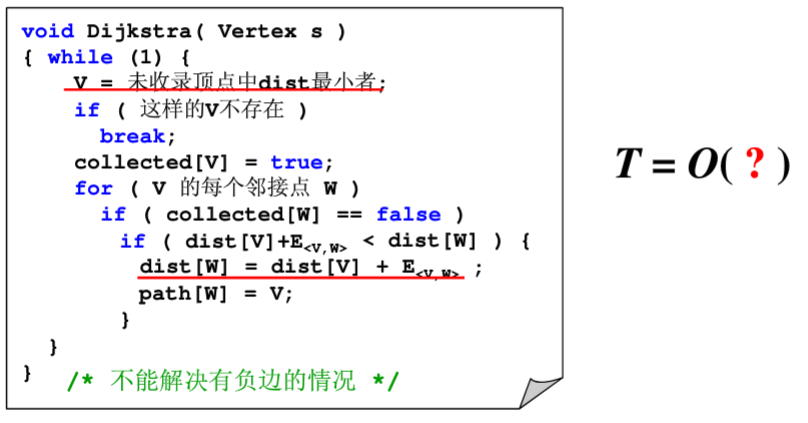 void Dijkstra( Vertex s )
{ while (1) {
V = 未收录顶点中dist最小者;
if ( 这样的V不存在 )
break;
collected[V] = true;
for ( V 的每个邻接点 W )
if ( collected[W] == false )
if ( dist[V]+E<V,W> < dist[W] ) {
dist[W] = dist[V] + E<V,W> ;
path[W] = V;
}
}
} /* 不能解决有负边的情况 */
T = O( ? )